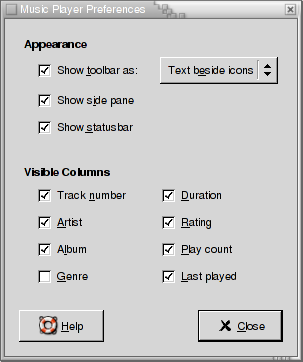 Music Player Preferences
Appearance
Show toolbar as: Text beside icons
Show side pane
Show statusbar
Visible Columns
Track number Duration
Artist Rating
Album Play count
Genre Last played
Help Close